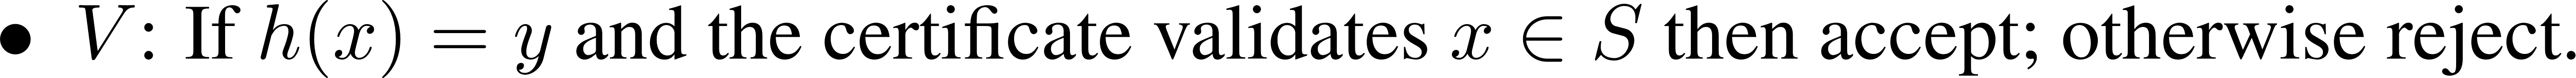 • V: If h(x) = y and the certificate validates x ∈ S then accept; otherwise reject.